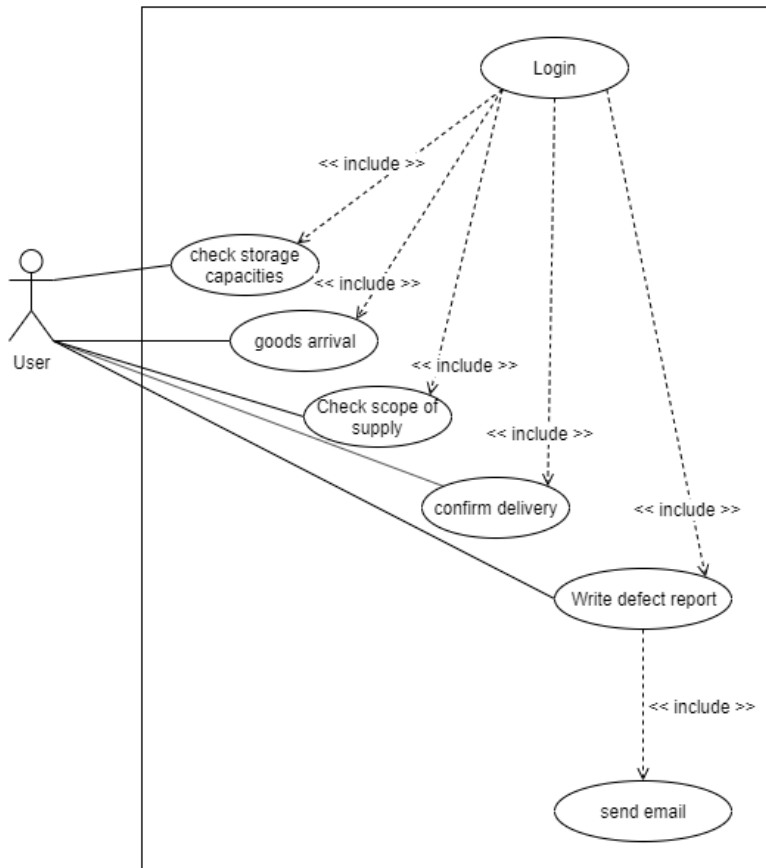 Login
<< include >>
check storage
capacities
<< include >>
User
goods arrival
<< include >>
Check scope of
supply
<< include >>
confirm delivery
<< include >>
Write defect report
<< include >>
send email